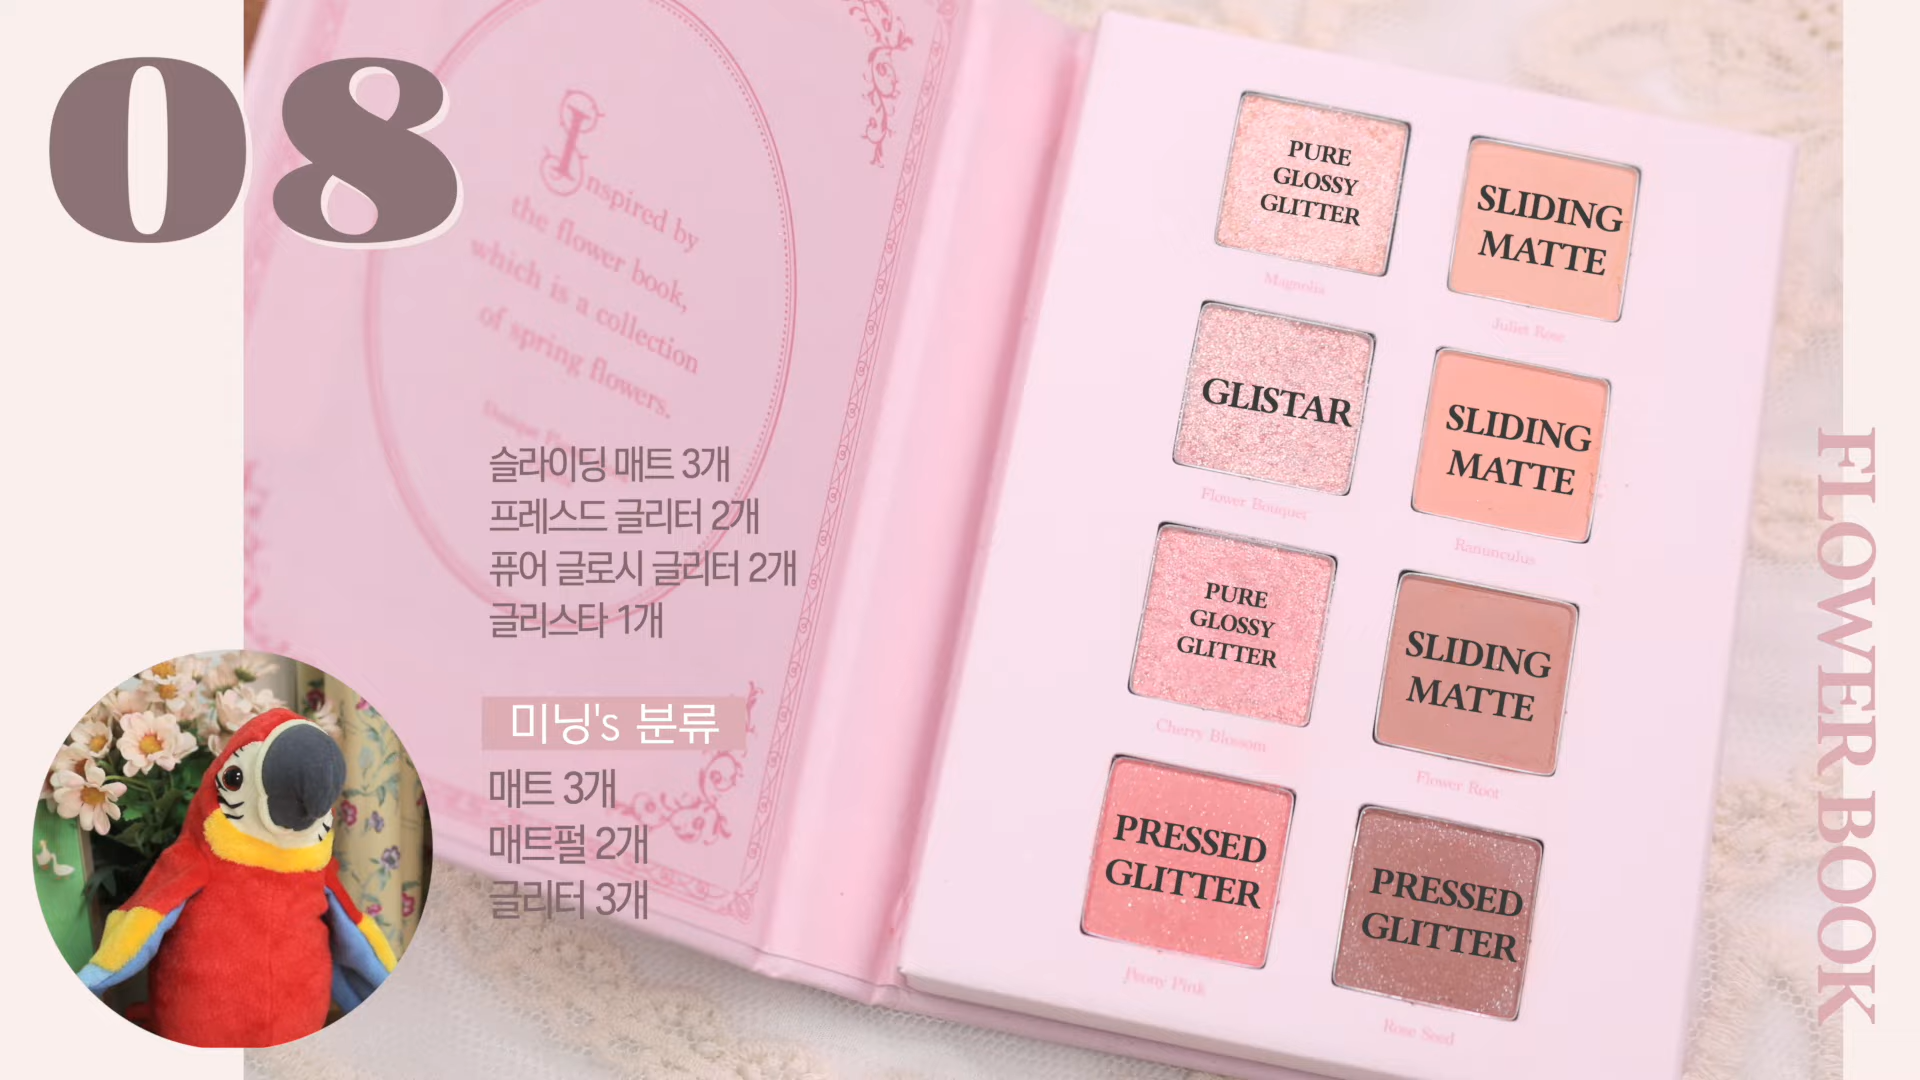 08
Inspired by
the flower book,
which is a collection
of spring flowers.
슬라이딩 매트 3개
프레스드 글리터 2개
퓨어 글로시 글리터 2개
글리스타 1개
미닝's 분류
매트 3개
매트펄 2개
글리터 3개
PURE
GLOSSY
GLITTER
Magnolia
SLIDING
MATTE
Juliet Rose
GLISTAR
Flower Bouquet
SLIDING
MATTE
Ranunculus
PURE
GLOSSY
GLITTER
Cherry Blossom
SLIDING
MATTE
Flower Root
PRESSED
GLITTER
Peony Pink
PRESSED
GLITTER
Rose Seed
FLOWER BOOK